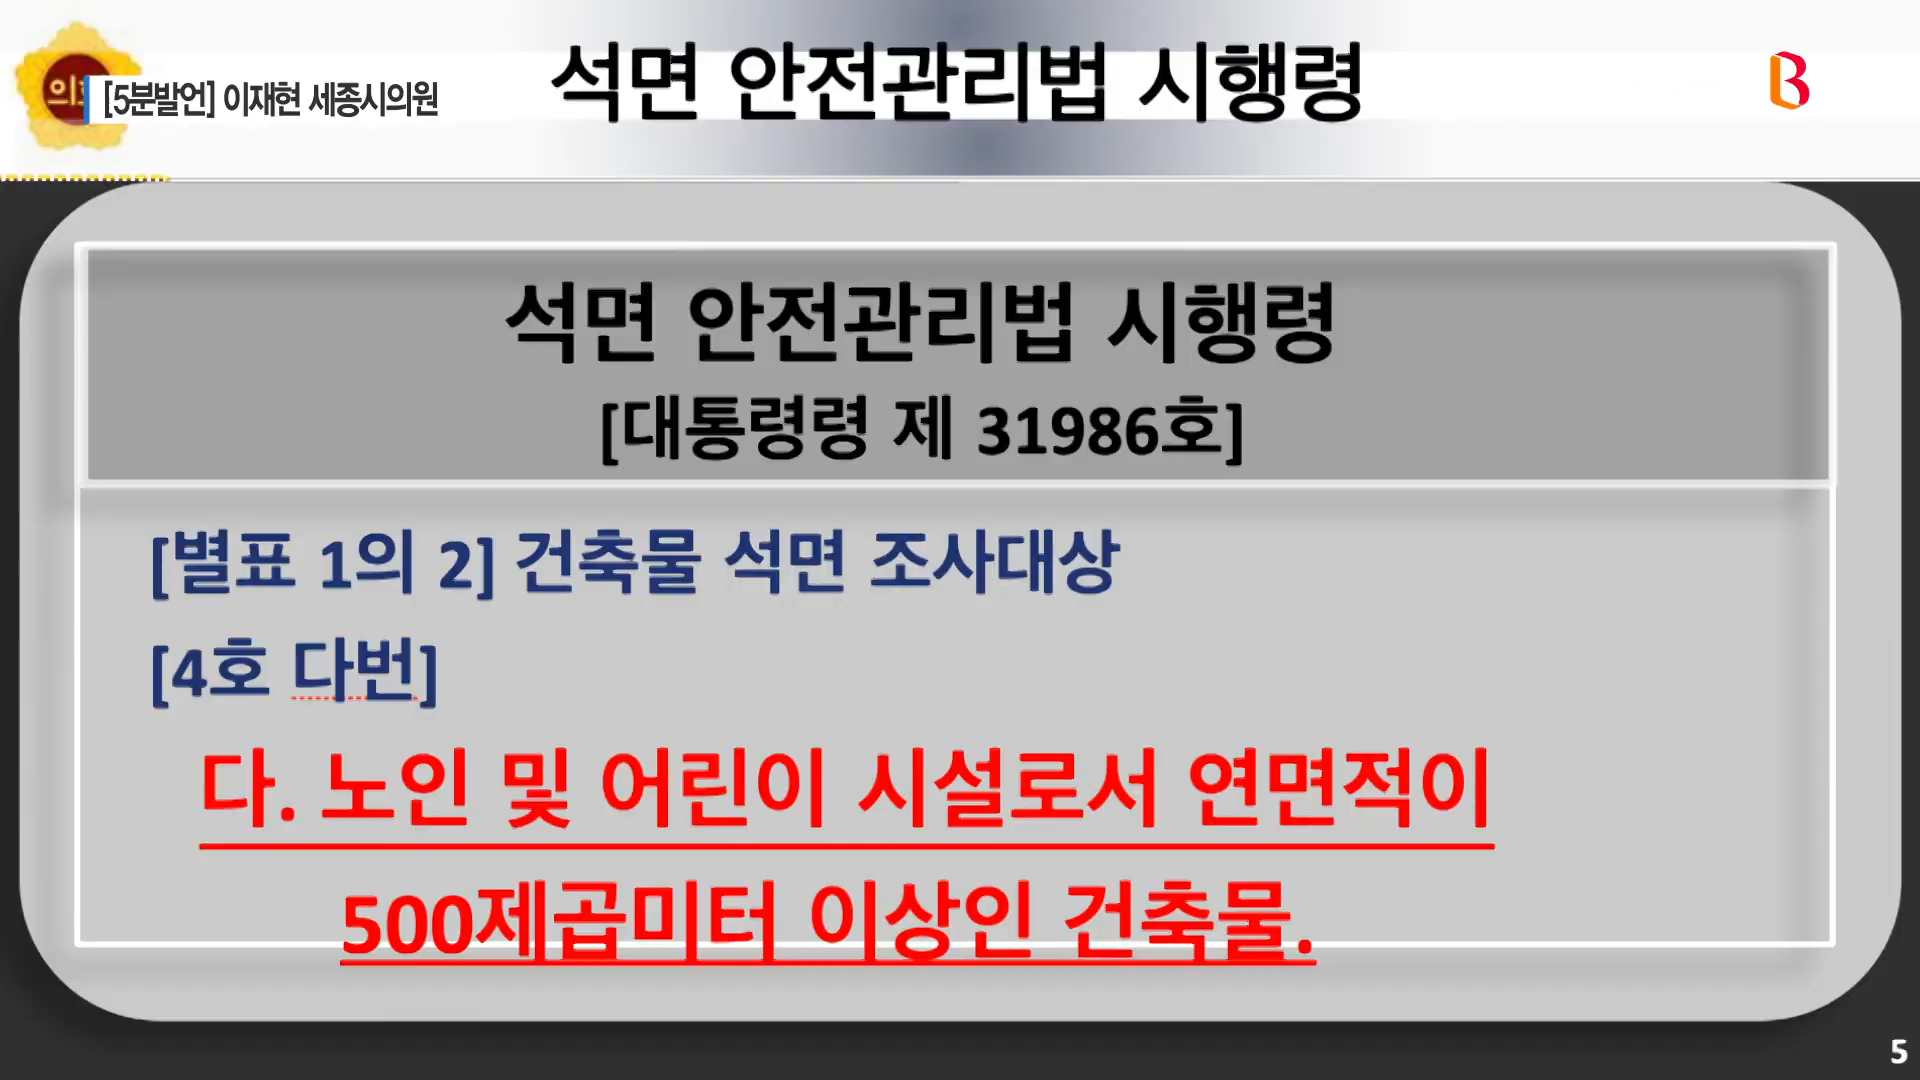 석면 안전관리법 시행령
[5분발언] 이재현 세종시의원
석면 안전관리법 시행령
[대통령령 제 31986호]
[별표 1의 2] 건축물 석면 조사대상
[4호 다번]
다. 노인 및 어린이 시설로서 연면적이
500제곱미터 이상인 건축물.
5